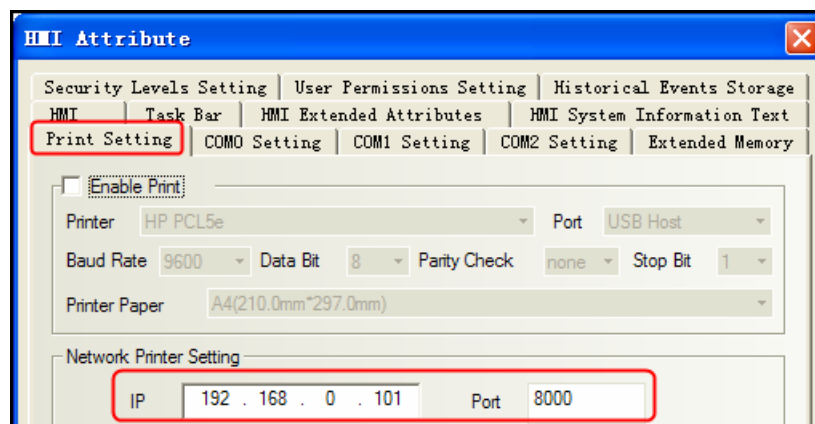 HMI Attribute
Security Levels Setting User Permissions Setting Historical Events Storage
HMI Task Bar HMI Extended Attributes HMI System Information Text
Print Setting COM0 Setting COM1 Setting COM2 Setting Extended Memory
Enable Print
Printer HP PCL5e Port USB Host
Baud Rate 9600 Data Bit 8 Parity Check none Stop Bit 1
Printer Paper A4(210.0mm*297.0mm)
Network Printer Setting
IP 192 . 168 . 0 . 101 Port 8000